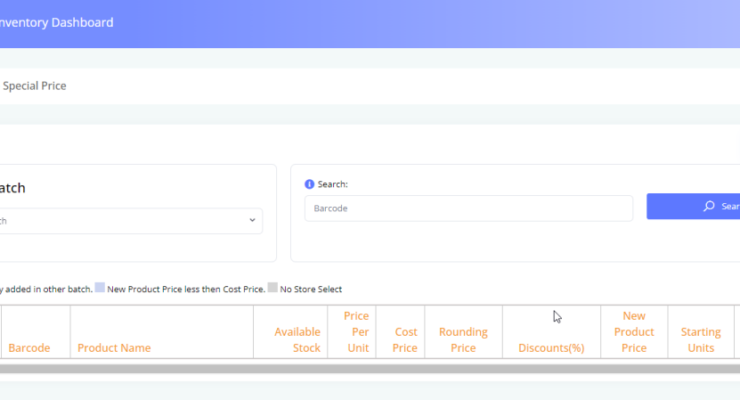 nventory Dashboard
Special Price
atch
Search:
ch
Barcode
Sear
y added in other batch. New Product Price less then Cost Price. No Store Select
Barcode
Product Name
Available
Stock
Price
Per
Unit
Cost
Price
Rounding
Price
Discounts(%)
New
Product
Price
Starting
Units